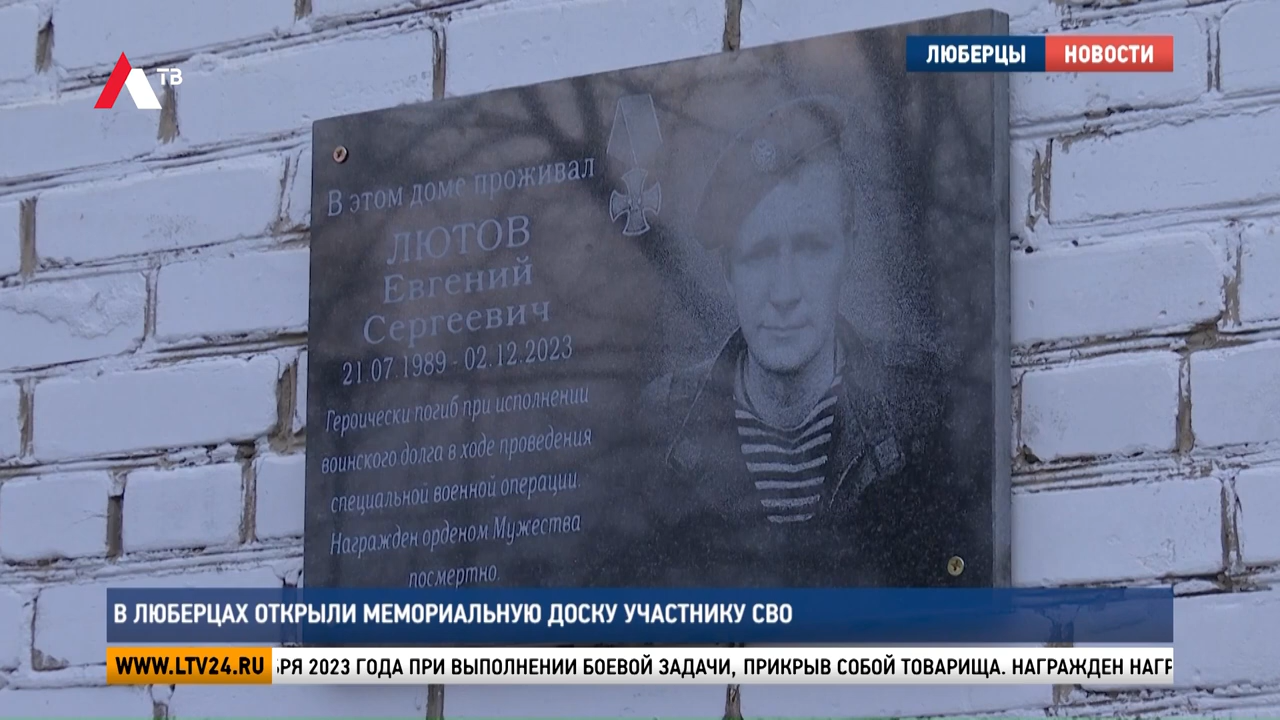 ТВ
ЛЮБЕРЦЫ НОВОСТИ
В этом доме проживал
ЛЮТОВ
Евгений
Сергеевич
21.07.1989 - 02.12.2023
Героически погиб при исполнении
воинского долга в ходе проведения
специальной военной операции.
Награжден орденом Мужества
посмертно.
В ЛЮБЕРЦАХ ОТКРЫЛИ МЕМОРИАЛЬНУЮ ДОСКУ УЧАСТНИКУ СВО
WWW.LTV24.RU БРЯ 2023 ГОДА ПРИ ВЫПОЛНЕНИИ БОЕВОЙ ЗАДАЧИ, ПРИКРЫВ СОБОЙ ТОВАРИЩА. НАГРАЖДЕН НАГР